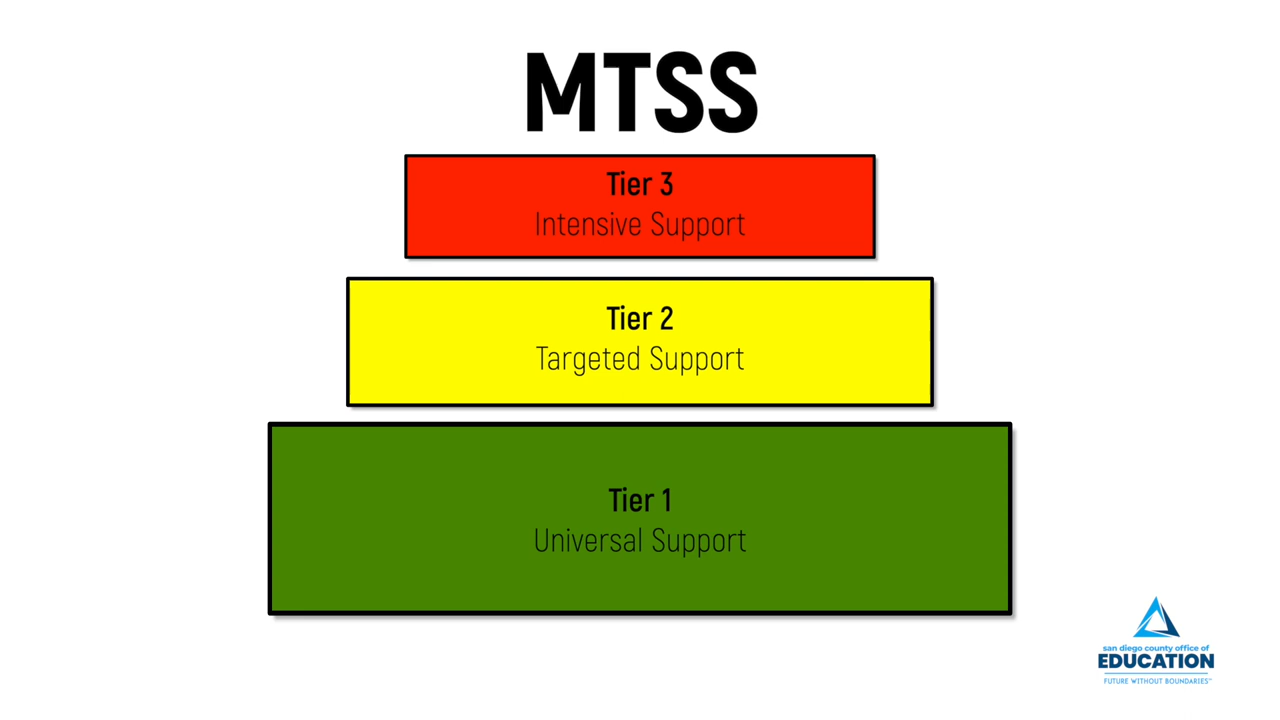 MTSS
Tier 3
Intensive Support
Tier 2
Targeted Support
Tier 1
Universal Support
san diego county office of
EDUCATION
FUTURE WITHOUT BOUNDARIES™